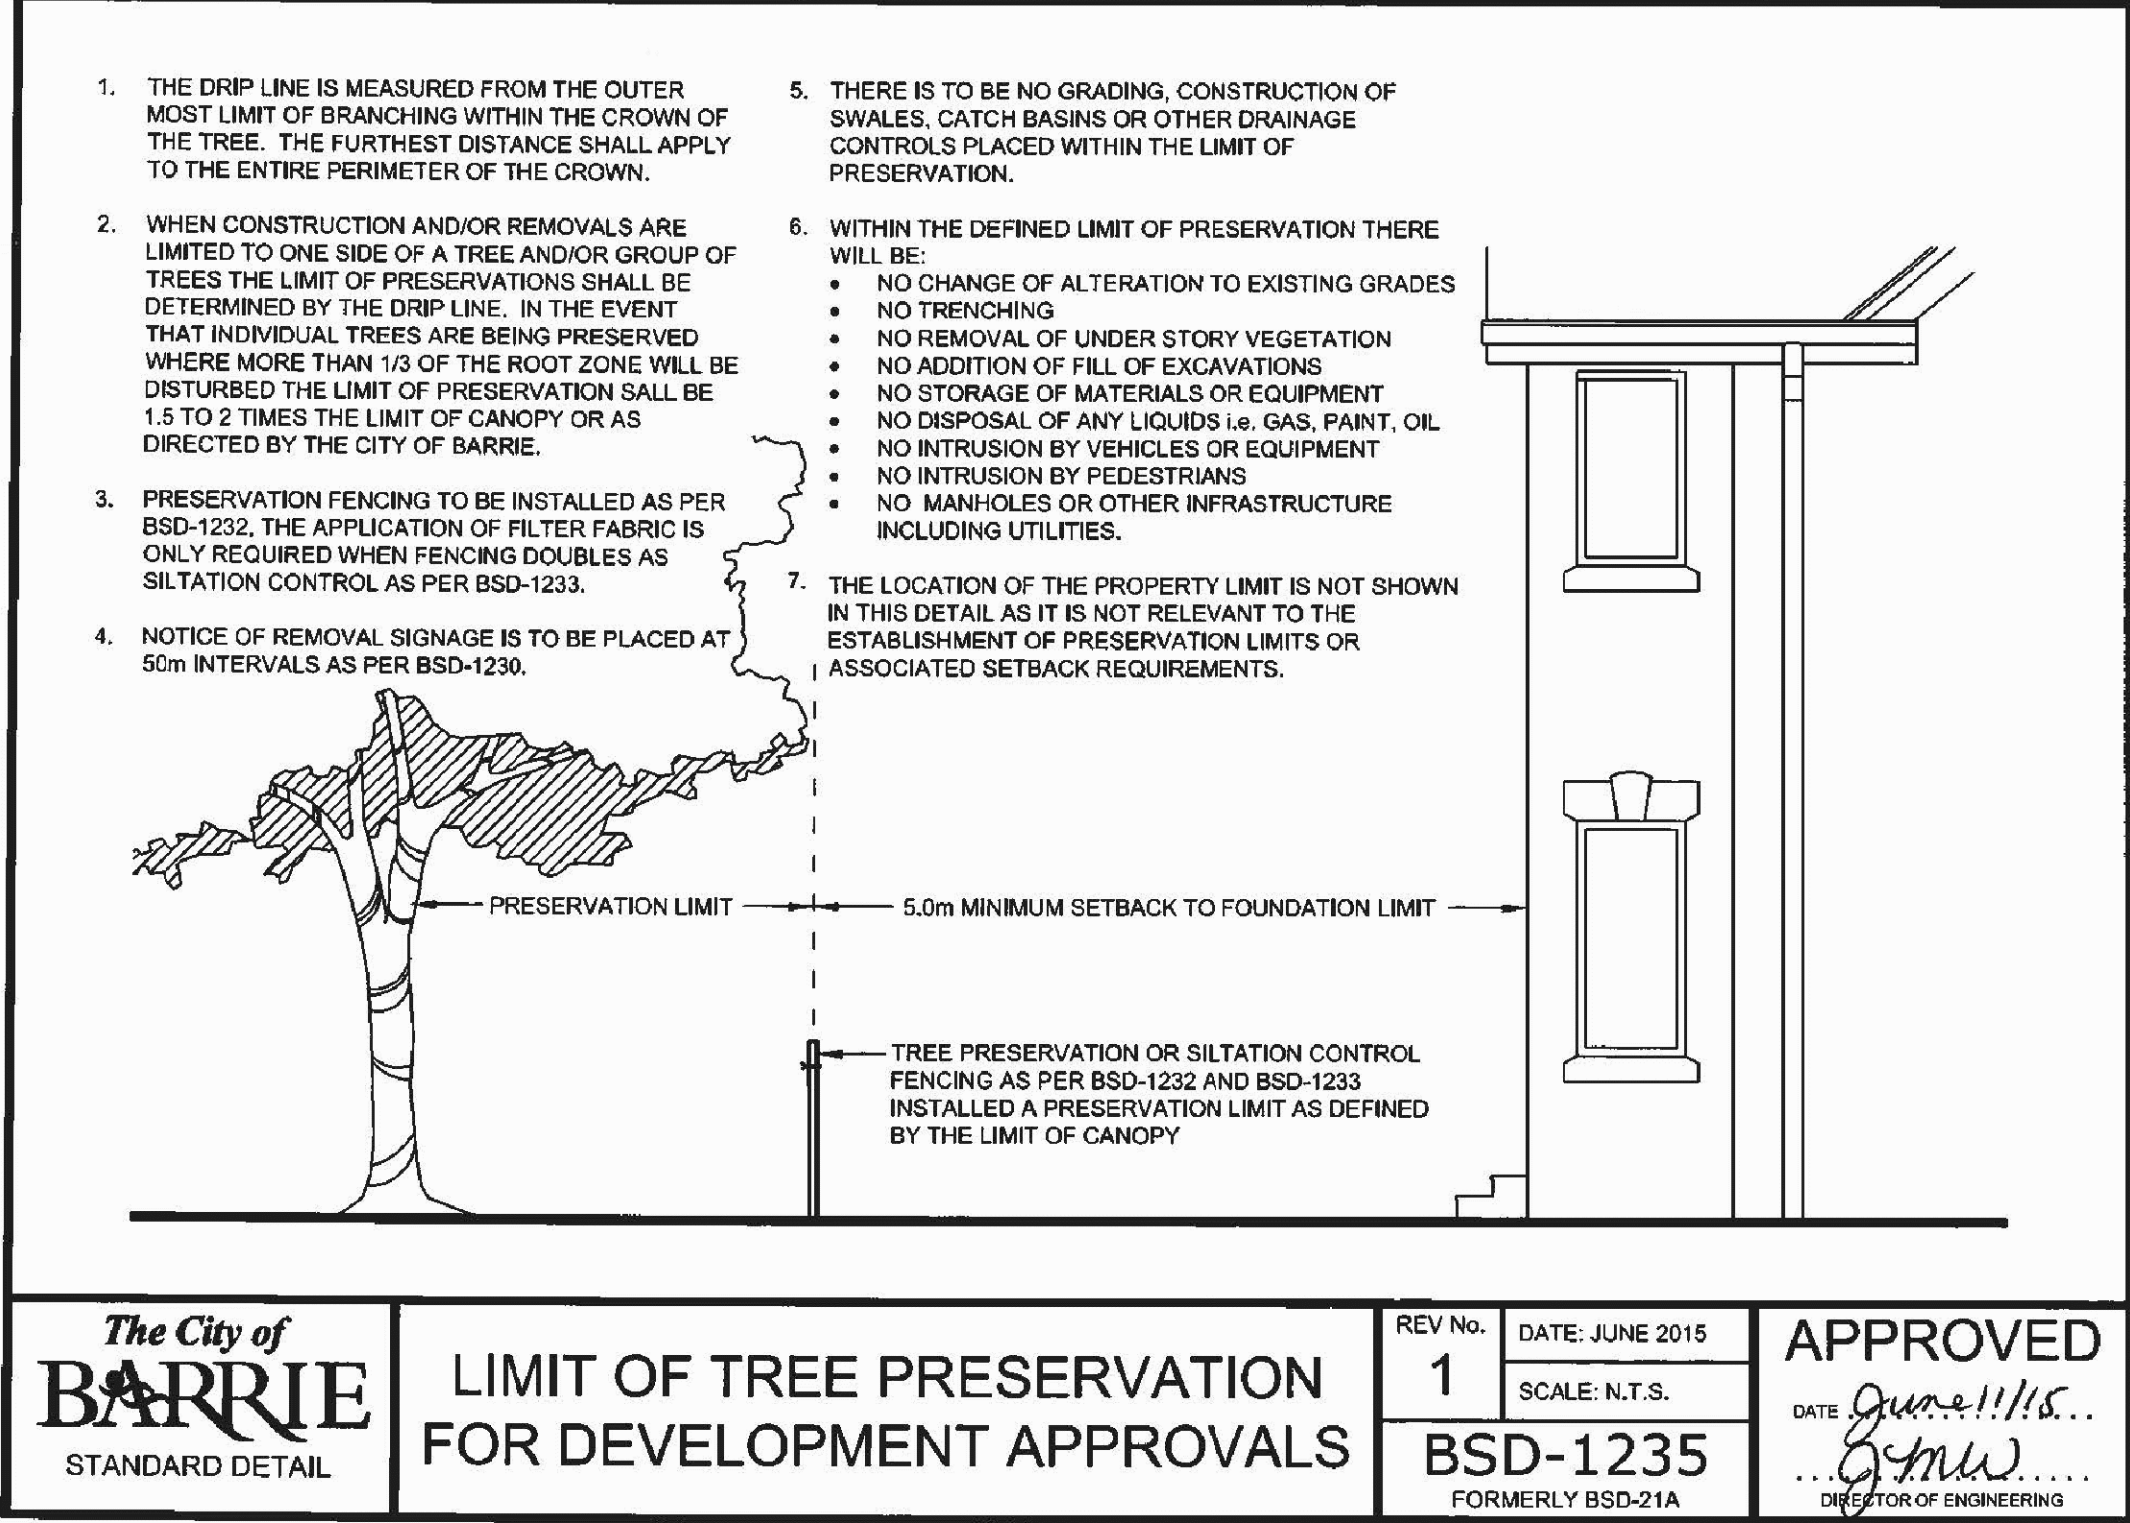 1. THE DRIP LINE IS MEASURED FROM THE OUTER
MOST LIMIT OF BRANCHING WITHIN THE CROWN OF
THE TREE. THE FURTHEST DISTANCE SHALL APPLY
TO THE ENTIRE PERIMETER OF THE CROWN.
2. WHEN CONSTRUCTION AND/OR REMOVALS ARE
LIMITED TO ONE SIDE OF A TREE AND/OR GROUP OF
TREES THE LIMIT OF PRESERVATIONS SHALL BE
DETERMINED BY THE DRIP LINE. IN THE EVENT
THAT INDIVIDUAL TREES ARE BEING PRESERVED
WHERE MORE THAN 1/3 OF THE ROOT ZONE WILL BE
DISTURBED THE LIMIT OF PRESERVATION SALL BE
1.5 TO 2 TIMES THE LIMIT OF CANOPY OR AS
DIRECTED BY THE CITY OF BARRIE.
3. PRESERVATION FENCING TO BE INSTALLED AS PER
BSD-1232, THE APPLICATION OF FILTER FABRIC IS
ONLY REQUIRED WHEN FENCING DOUBLES AS
SILTATION CONTROL AS PER BSD-1233.
4. NOTICE OF REMOVAL SIGNAGE IS TO BE PLACED AT
50m INTERVALS AS PER BSD-1230.
5. THERE IS TO BE NO GRADING, CONSTRUCTION OF
SWALES, CATCH BASINS OR OTHER DRAINAGE
CONTROLS PLACED WITHIN THE LIMIT OF
PRESERVATION.
6. WITHIN THE DEFINED LIMIT OF PRESERVATION THERE
WILL BE:
• NO CHANGE OF ALTERATION TO EXISTING GRADES
• NO TRENCHING
• NO REMOVAL OF UNDER STORY VEGETATION
• NO ADDITION OF FILL OF EXCAVATIONS
• NO STORAGE OF MATERIALS OR EQUIPMENT
• NO DISPOSAL OF ANY LIQUIDS i.e. GAS, PAINT, OIL
• NO INTRUSION BY VEHICLES OR EQUIPMENT
• NO INTRUSION BY PEDESTRIANS
• NO MANHOLES OR OTHER INFRASTRUCTURE
INCLUDING UTILITIES.
7. THE LOCATION OF THE PROPERTY LIMIT IS NOT SHOWN
IN THIS DETAIL AS IT IS NOT RELEVANT TO THE
ESTABLISHMENT OF PRESERVATION LIMITS OR
ASSOCIATED SETBACK REQUIREMENTS.
PRESERVATION LIMIT
5.0m MINIMUM SETBACK TO FOUNDATION LIMIT
TREE PRESERVATION OR SILTATION CONTROL
FENCING AS PER BSD-1232 AND BSD-1233
INSTALLED A PRESERVATION LIMIT AS DEFINED
BY THE LIMIT OF CANOPY
The City of
BARRIE
STANDARD DETAIL
LIMIT OF TREE PRESERVATION
FOR DEVELOPMENT APPROVALS
REV No.
1
DATE: JUNE 2015
SCALE: N.T.S.
BSD-1235
FORMERLY BSD-21A
APPROVED
DATE June 11/15
DIRECTOR OF ENGINEERING